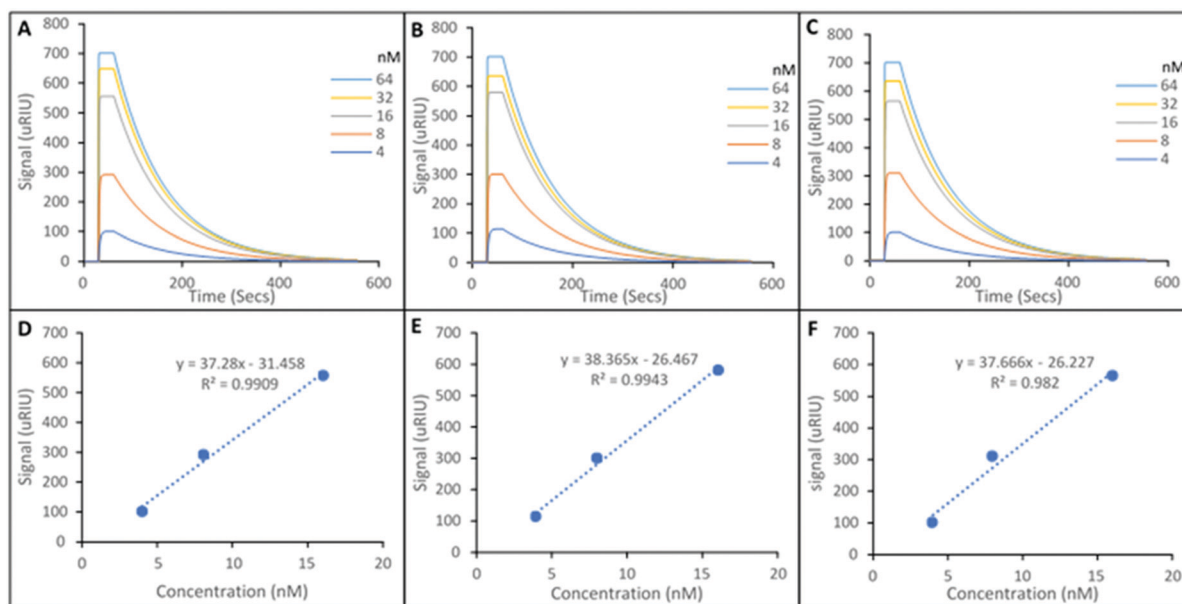 A
800
700
600
500
400
300
200
100
0
Signal (uRIU)
0 200 400 600
Time (Secs)
nM
64
32
16
8
4
B
800
700
600
500
400
300
200
100
0
Signal (uRIU)
0 200 400 600
Time (Secs)
nM
64
32
16
8
4
C
800
700
600
500
400
300
200
100
0
Signal (uRIU)
0 200 400 600
Time (Secs)
nM
64
32
16
8
4
D
700
600
500
400
300
200
100
0
Signal (uRIU)
y = 37.28x - 31.458
R² = 0.9909
0 5 10 15 20
Concentration (nM)
E
700
600
500
400
300
200
100
0
Signal (uRIU)
y = 38.365x - 26.467
R² = 0.9943
0 5 10 15 20
Concentration (nM)
F
700
600
500
400
300
200
100
0
signal (uRIU)
y = 37.666x - 26.227
R² = 0.982
0 5 10 15 20
Concentration (nM)